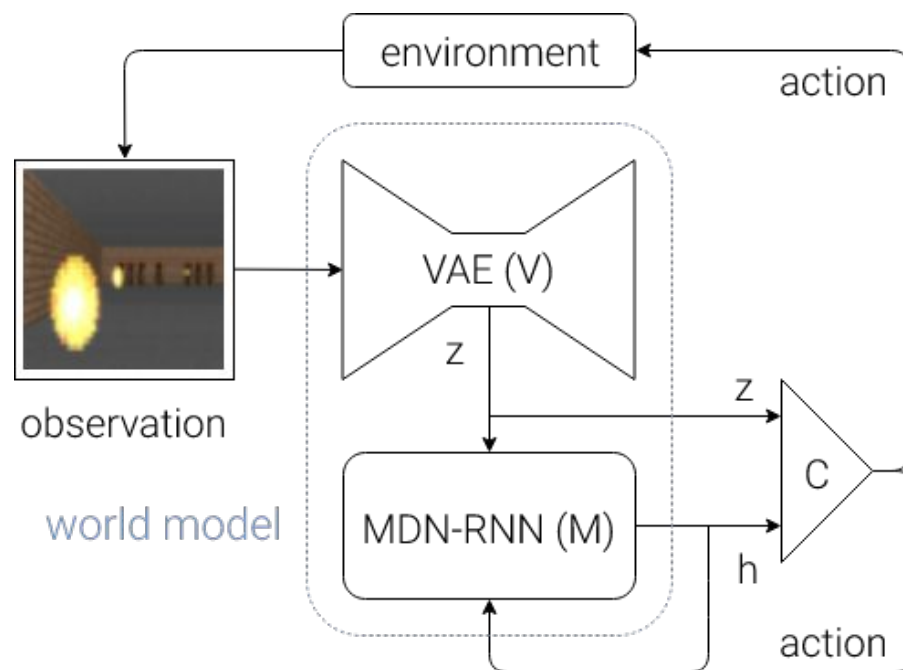 environment
action
VAE (V)
z
z
observation
C
world model
MDN-RNN (M)
h
action